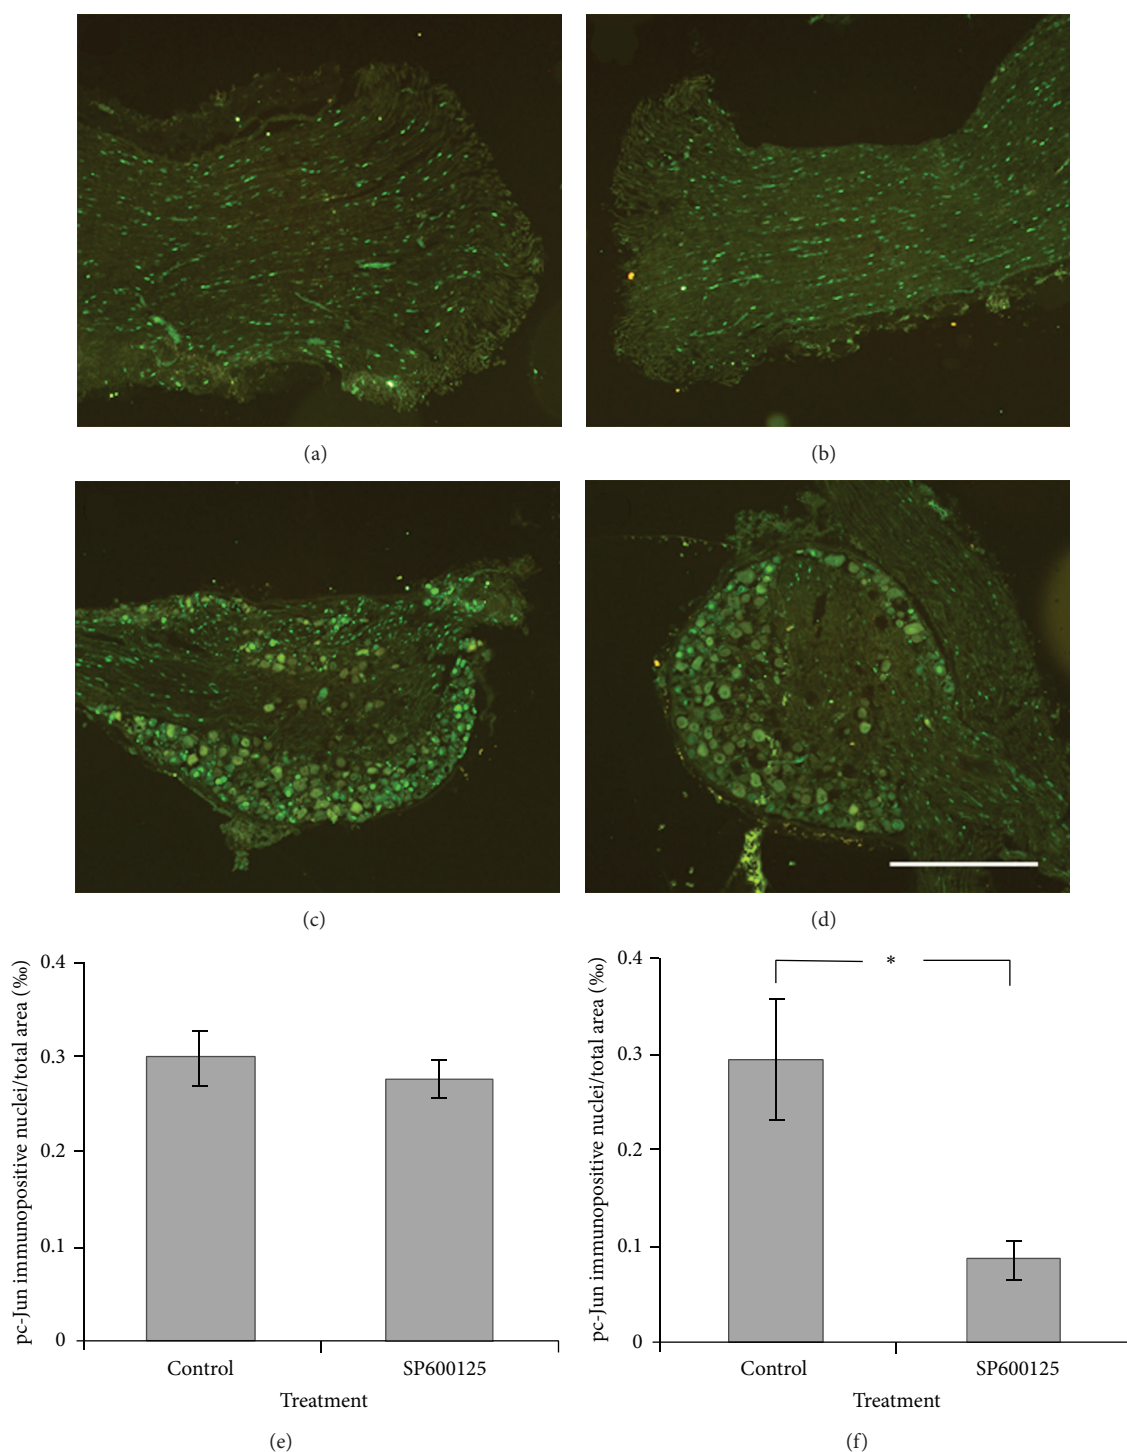 (a)
(b)
(c)
(d)
pc-Jun immunopositive nuclei/total area (‰)
0.4
0.3
0.2
0.1
0
Control
SP600125
Treatment
(e)
pc-Jun immunopositive nuclei/total area (‰)
0.4
0.3
0.2
0.1
0
*
Control
SP600125
Treatment
(f)